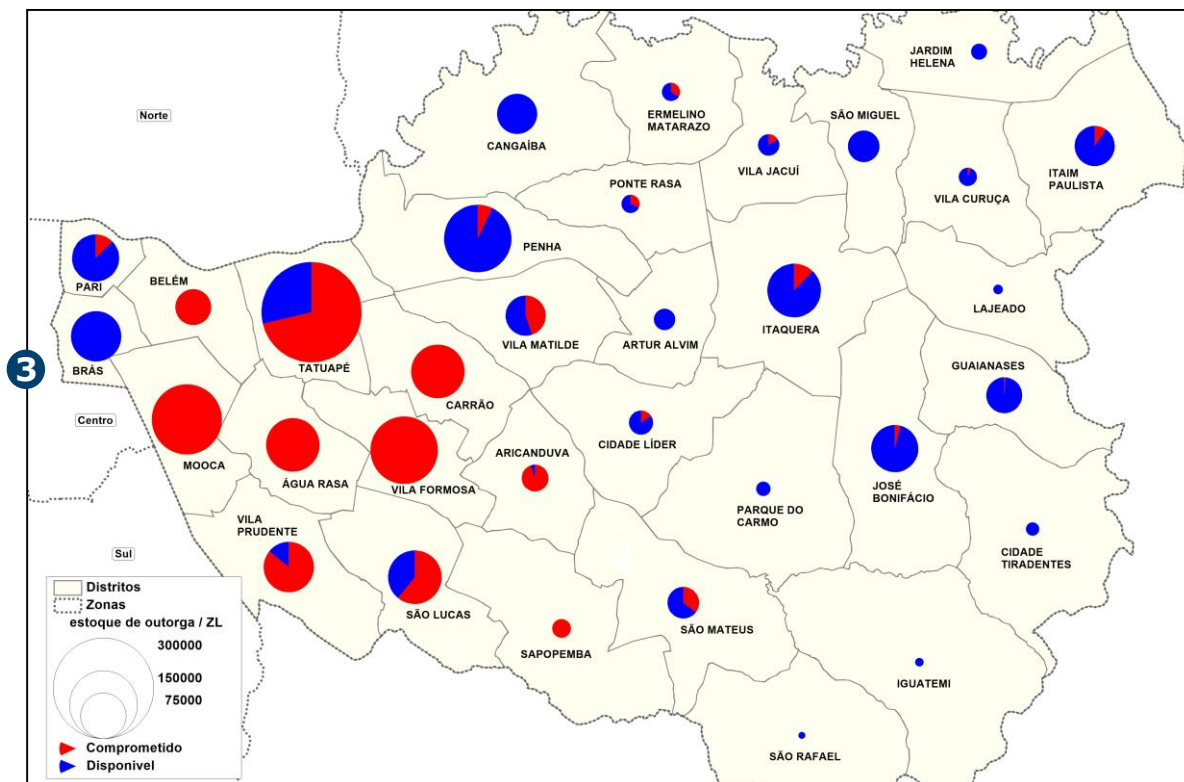 JARDIM
HELENA
Norte
ERMELINO
MATARAZO
SÃO MIGUEL
CANGAÍBA
VILA JACUÍ
ITAIM
PAULISTA
PONTE RASA
VILA CURUÇA
PENHA
PARI
BELÉM
LAJEADO
ITAQUERA
VILA MATILDE
ARTUR ALVIM
BRÁS
TATUAPÉ
3
GUAIANASES
CARRÃO
Centro
CIDADE LÍDER
ARICANDUVA
MOOCA
ÁGUA RASA
VILA FORMOSA
JOSÉ
BONIFÁCIO
PARQUE DO
CARMO
VILA
PRUDENTE
2
Sul
CIDADE
TIRADENTES
Distritos
Zonas
SÃO LUCAS
estoque de outorga / ZL
SÃO MATEUS
300000
SAPOPEMBA
150000
IGUATEMI
75000
Comprometido
SÃO RAFAEL
Disponivel